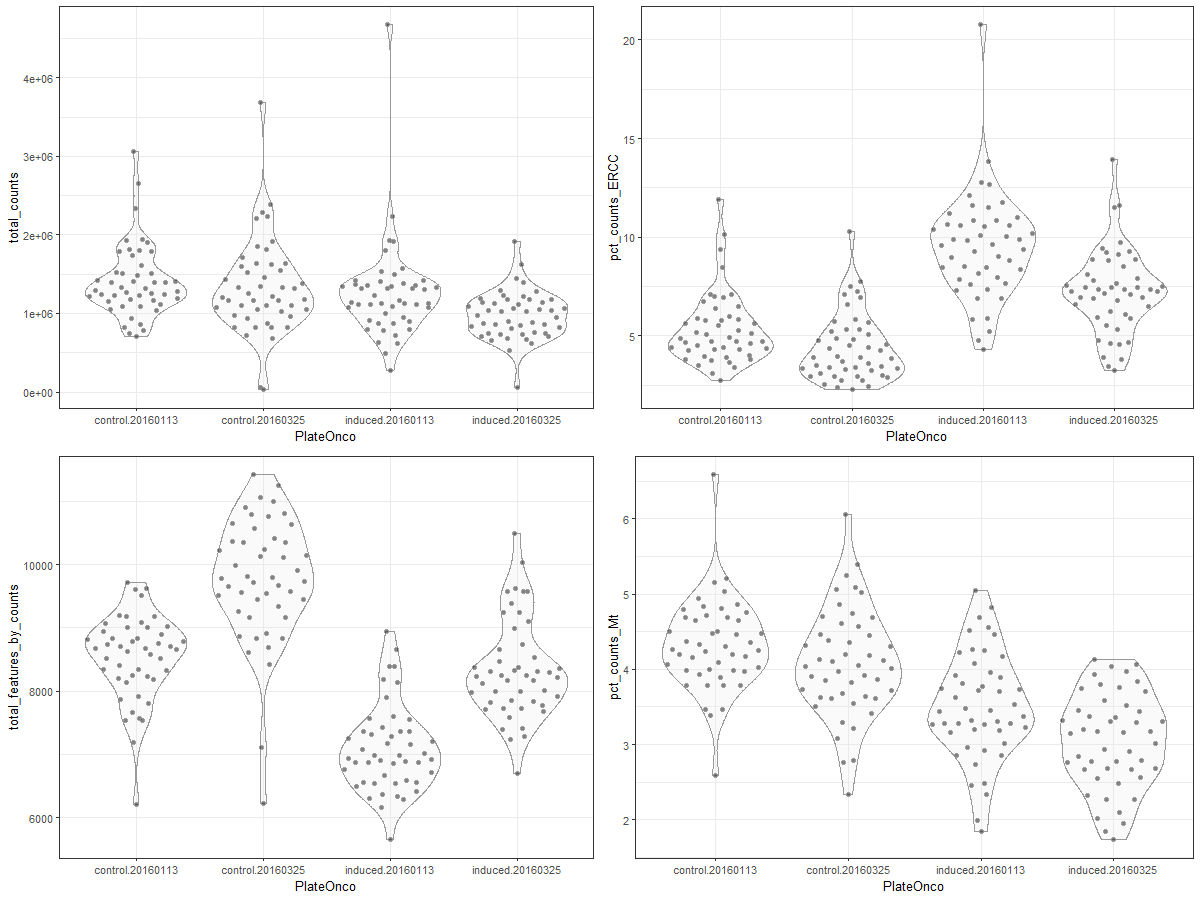 total_counts
4e+06
3e+06
2e+06
1e+06
0e+00
control.20160113 control.20160325 induced.20160113 induced.20160325
PlateOnco
pct_counts_ERCC
20
15
10
5
control.20160113 control.20160325 induced.20160113 induced.20160325
PlateOnco
total_features_by_counts
10000
8000
6000
control.20160113 control.20160325 induced.20160113 induced.20160325
PlateOnco
pct_counts_Mt
6
5
4
3
2
control.20160113 control.20160325 induced.20160113 induced.20160325
PlateOnco